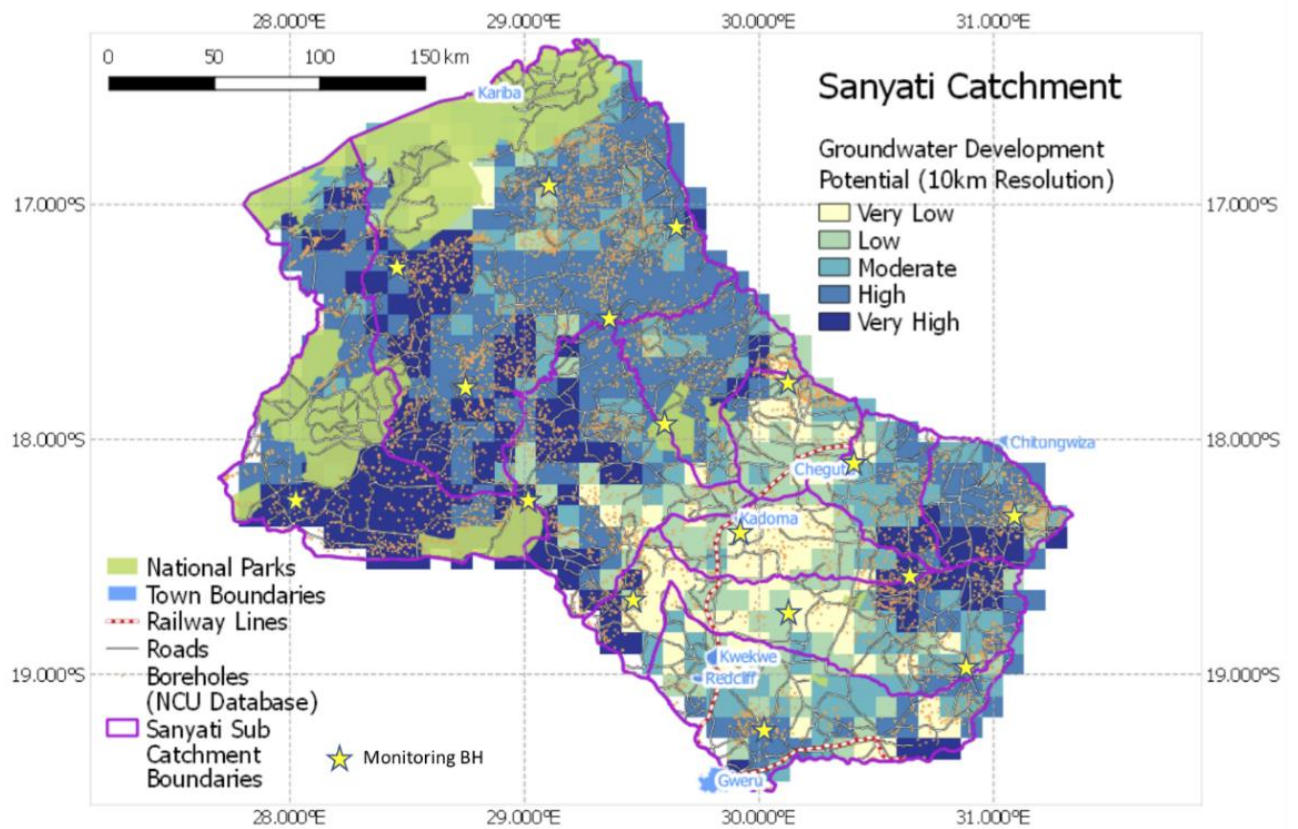 28.000°E 29.000°E 30.000°E 31.000°E
0 50 100 150 km
Sanyati Catchment
Kariba
Groundwater Development
Potential (10km Resolution)
17.000°S 17.000°S
Very Low
Low
Moderate
High
Very High
18.000°S 18.000°S
Chitungwiza
Chegut
Kadoma
National Parks
Town Boundaries
Railway Lines
Roads
Boreholes
(NCU Database)
Sanyati Sub
Catchment
Boundaries
Monitoring BH
Kwekwe
Redcliff
19.000°S 19.000°S
Gweru
28.000°E 29.000°E 30.000°E 31.000°E